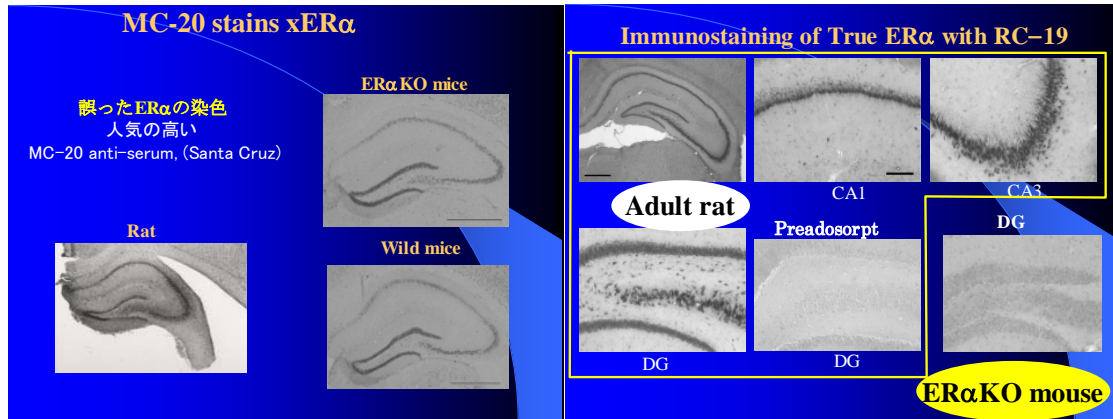 MC-20 stains xERα
ERα KO mice
誤ったERαの染色
人気の高い
MC-20 anti-serum, (Santa Cruz)
Rat
Wild mice
Immunostaining of True ERα with RC-19
CA1
CA3
Adult rat
Preadosorpt
DG
DG
DG
ERαKO mouse